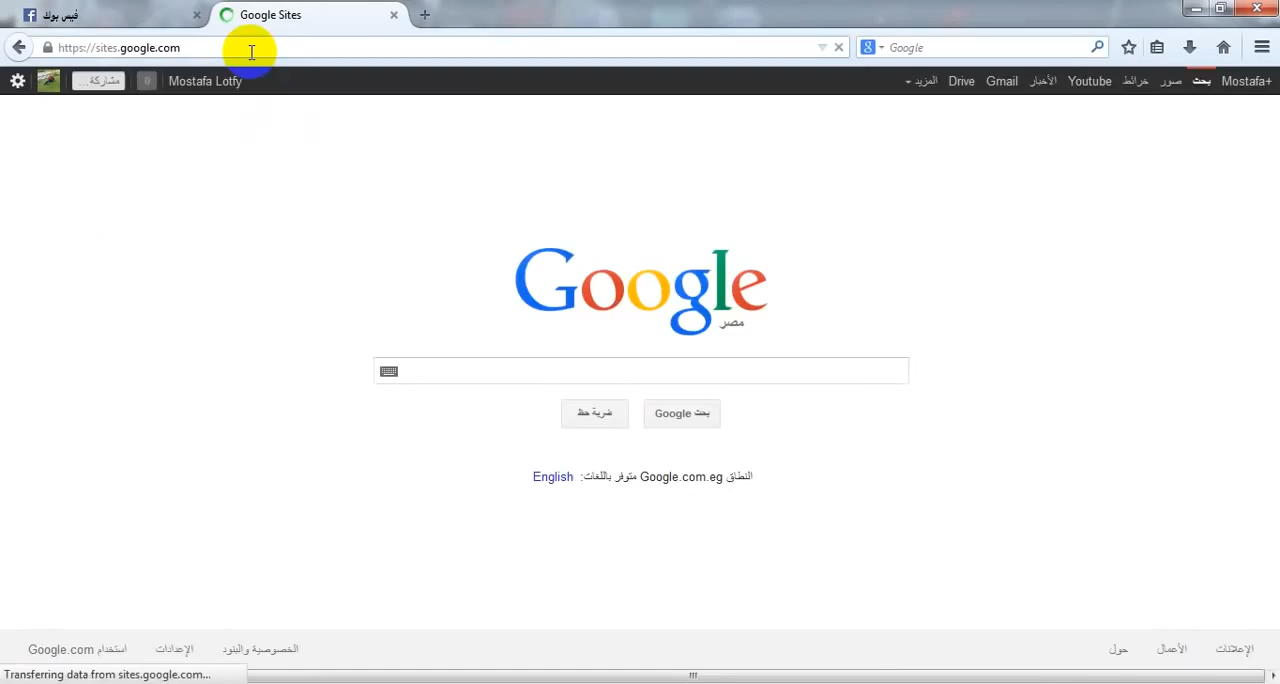 فيس بوك
Google Sites
https://sites.google.com
Google
Mostafa+ بحث صور خرائط Youtube الأخبار Gmail Drive المزيد
Mostafa Lotfy 0 مشاركة...
Google
مصر
بحث Google ضربة حظ
النطاق Google.com.eg متوفر باللغات: English
الإعلانات الأعمال حول الخصوصية والبنود الإعدادات استخدام Google.com
Transferring data from sites.google.com...